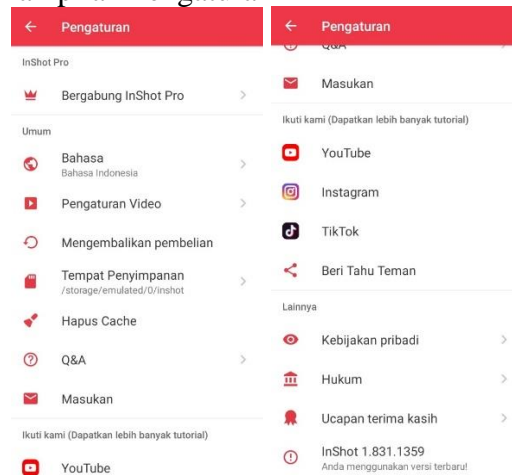 Pengaturan
InShot Pro
Bergabung InShot Pro
Umum
Bahasa
Bahasa Indonesia
Pengaturan Video
Mengembalikan pembelian
Tempat Penyimpanan
/storage/emulated/0/inshot
Hapus Cache
Q&A
Masukan
Ikuti kami (Dapatkan lebih banyak tutorial)
YouTube
Pengaturan
Q&A
Masukan
Ikuti kami (Dapatkan lebih banyak tutorial)
YouTube
Instagram
TikTok
Beri Tahu Teman
Lainnya
Kebijakan pribadi
Hukum
Ucapan terima kasih
InShot 1.831.1359
Anda menggunakan versi terbaru!